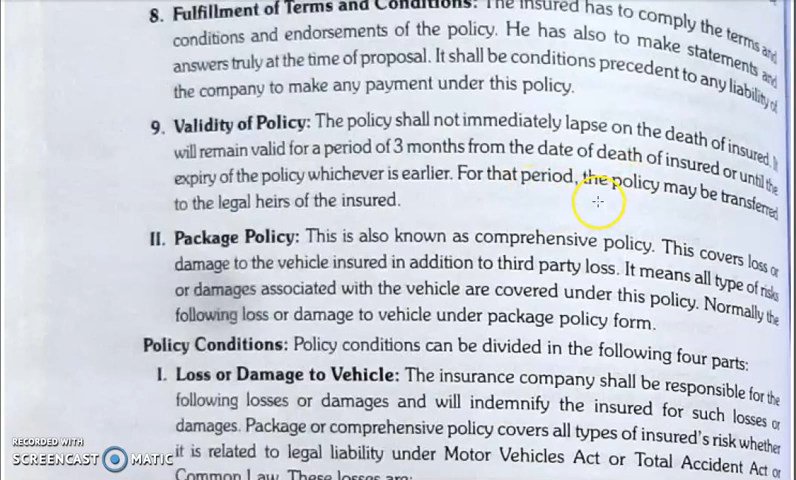 8. Fulfillment of Terms and Conditions: The insured has to comply the terms and
conditions and endorsements of the policy. He has also to make statements and
answers truly at the time of proposal. It shall be conditions precedent to any liability of
the company to make any payment under this policy.
9. Validity of Policy: The policy shall not immediately lapse on the death of insured. It
will remain valid for a period of 3 months from the date of death of insured or until the
expiry of the policy whichever is earlier. For that period, the policy may be transferred
to the legal heirs of the insured.
II. Package Policy: This is also known as comprehensive policy. This covers loss or
damage to the vehicle insured in addition to third party loss. It means all type of risks
or damages associated with the vehicle are covered under this policy. Normally the
following loss or damage to vehicle under package policy form.
Policy Conditions: Policy conditions can be divided in the following four parts:
I. Loss or Damage to Vehicle: The insurance company shall be responsible for the
following losses or damages and will indemnify the insured for such losses or
damages. Package or comprehensive policy covers all types of insured's risk whether
it is related to legal liability under Motor Vehicles Act or Total Accident Act or
Common Law. These losses are:
RECORDED WITH
SCREENCAST MATIC